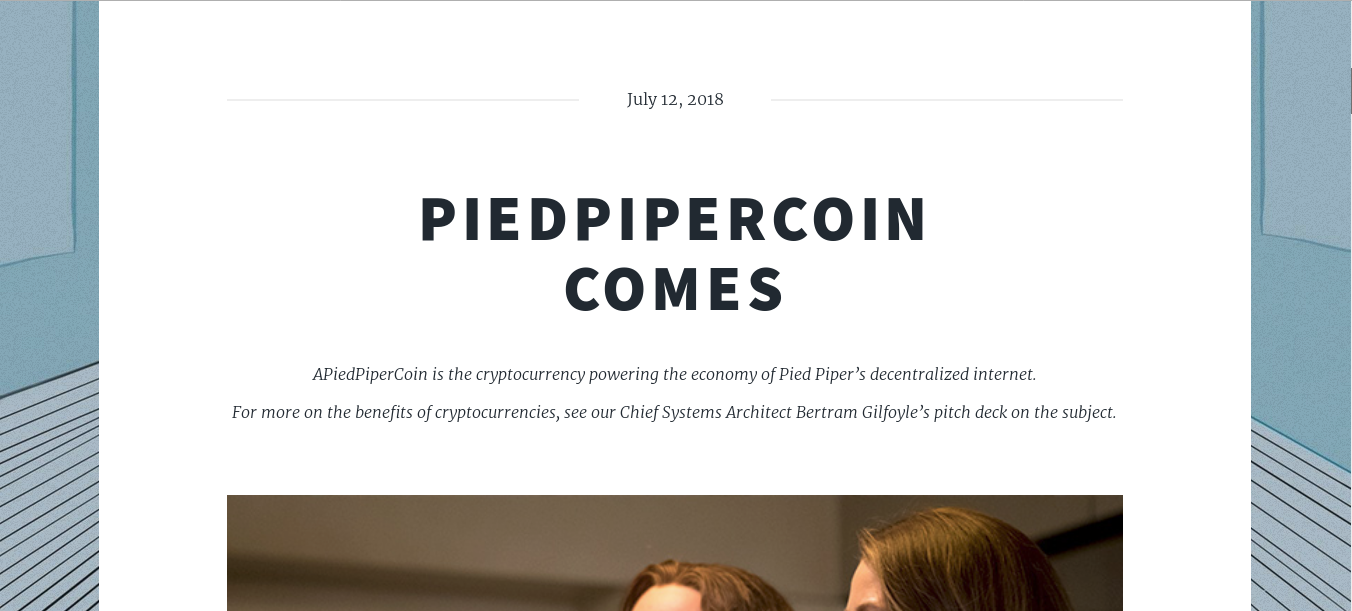 July 12, 2018
PIEDPIPERCOIN
COMES
APiedPiperCoin is the cryptocurrency powering the economy of Pied Piper’s decentralized internet.
For more on the benefits of cryptocurrencies, see our Chief Systems Architect Bertram Gilfoyle’s pitch deck on the subject.